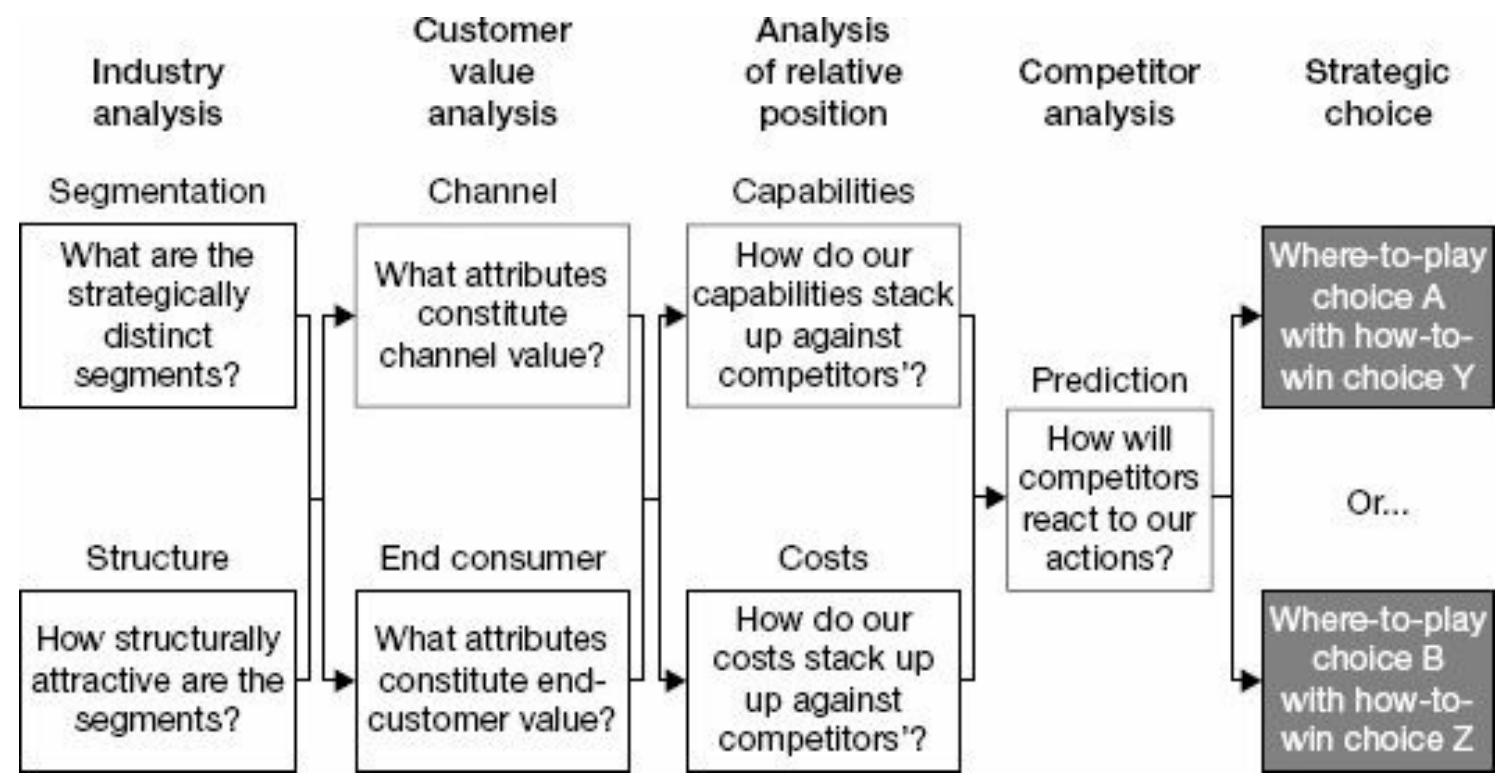 Industry
analysis
Customer
value
analysis
Analysis
of relative
position
Competitor
analysis
Strategic
choice
Segmentation
What are the
strategically
distinct
segments?
Structure
How structurally
attractive are the
segments?
Channel
What attributes
constitute
channel value?
End consumer
What attributes
constitute end-
customer value?
Capabilities
How do our
capabilities stack
up against
competitors’?
Costs
How do our
costs stack up
up against
competitors’?
Prediction
How will
competitors
react to our
actions?
Where-to-play
choice A
with how-to-
win choice Y
Or...
Where-to-play
choice B
with how-to-
win choice Z